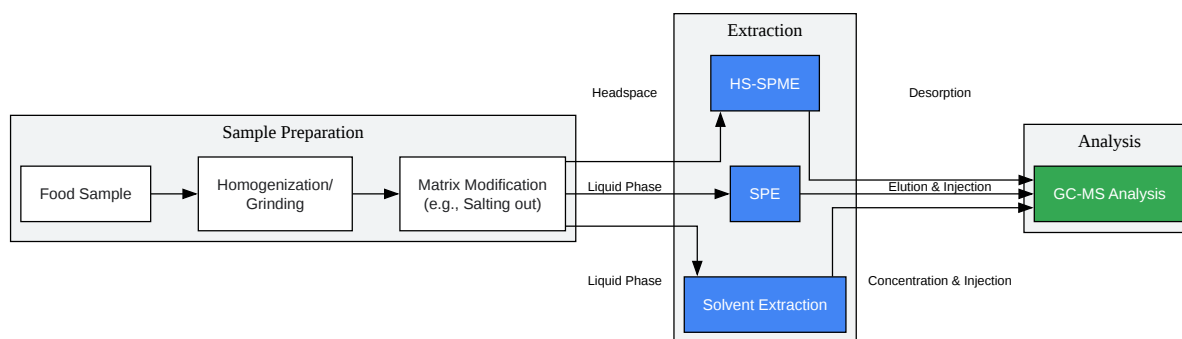 Extraction
Headspace
HS-SPME
Desorption
Sample Preparation
Analysis
Food Sample
Homogenization/
Grinding
Matrix Modification
(e.g., Salting out)
Liquid Phase
SPE
Elution & Injection
GC-MS Analysis
Liquid Phase
Solvent Extraction
Concentration & Injection